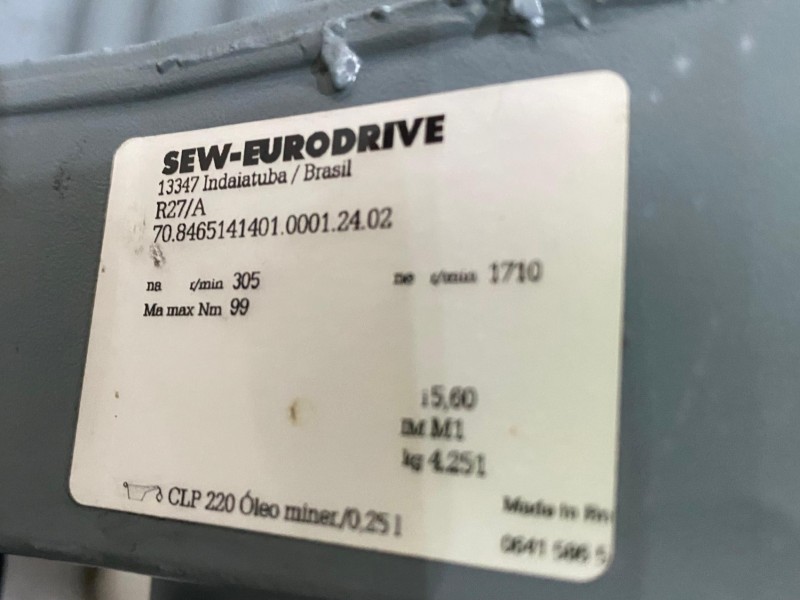 SEW-EURODRIVE
13347 Indaiatuba / Brasil
R27/A
70.8465141401.0001.24.02
na r/min 305 ne r/min 1710
Ma max Nm 99
i 5,60
IM M1
kg 4.251
CLP 220 Óleo miner./0,25 l
Made in
0641 586 5